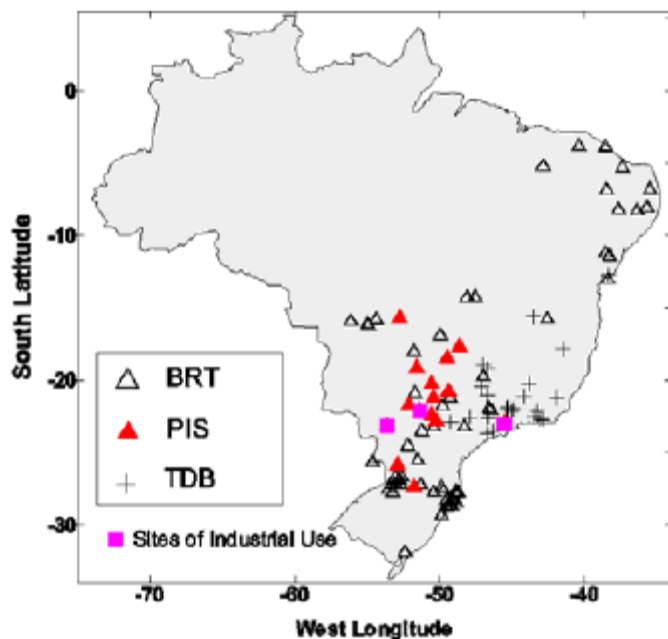 0
-10
-20
-30
South Latitude
BRT
PIS
TDB
Sites of Industrial Use
-70
-60
-50
-40
West Longitude